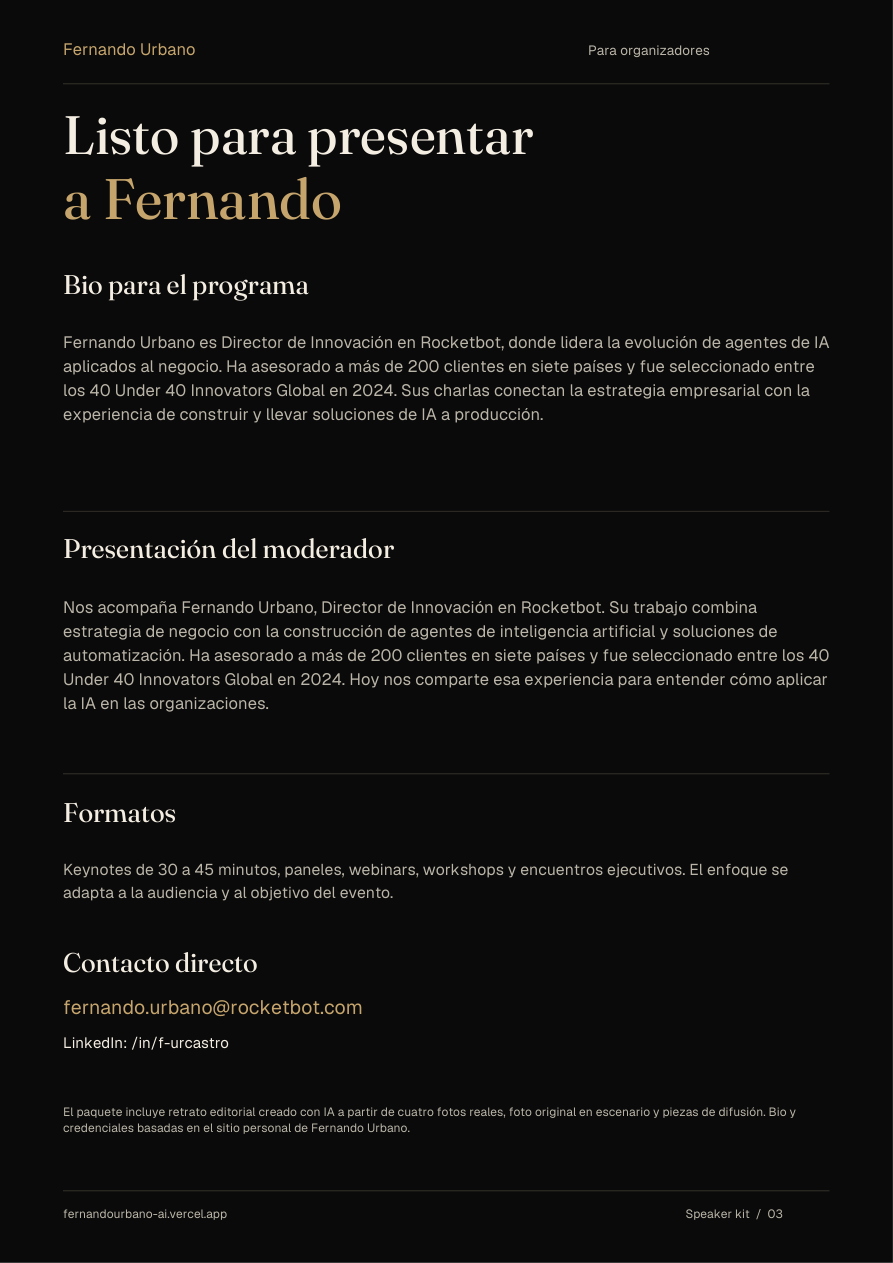 Fernando Urbano
Para organizadores
Listo para presentar
a Fernando
Bio para el programa
Fernando Urbano es Director de Innovación en Rocketbot, donde lidera la evolución de agentes de IA
aplicados al negocio. Ha asesorado a más de 200 clientes en siete países y fue seleccionado entre
los 40 Under 40 Innovators Global en 2024. Sus charlas conectan la estrategia empresarial con la
experiencia de construir y llevar soluciones de IA a producción.
Presentación del moderador
Nos acompaña Fernando Urbano, Director de Innovación en Rocketbot. Su trabajo combina
estrategia de negocio con la construcción de agentes de inteligencia artificial y soluciones de
automatización. Ha asesorado a más de 200 clientes en siete países y fue seleccionado entre los 40
Under 40 Innovators Global en 2024. Hoy nos comparte esa experiencia para entender cómo aplicar
la IA en las organizaciones.
Formatos
Keynotes de 30 a 45 minutos, paneles, webinars, workshops y encuentros ejecutivos. El enfoque se
adapta a la audiencia y al objetivo del evento.
Contacto directo
fernando.urbano@rocketbot.com
LinkedIn: /in/f-urcastro
El paquete incluye retrato editorial creado con IA a partir de cuatro fotos reales, foto original en escenario y piezas de difusión. Bio y
credenciales basadas en el sitio personal de Fernando Urbano.
fernandourbano-ai.vercel.app
Speaker kit / 03